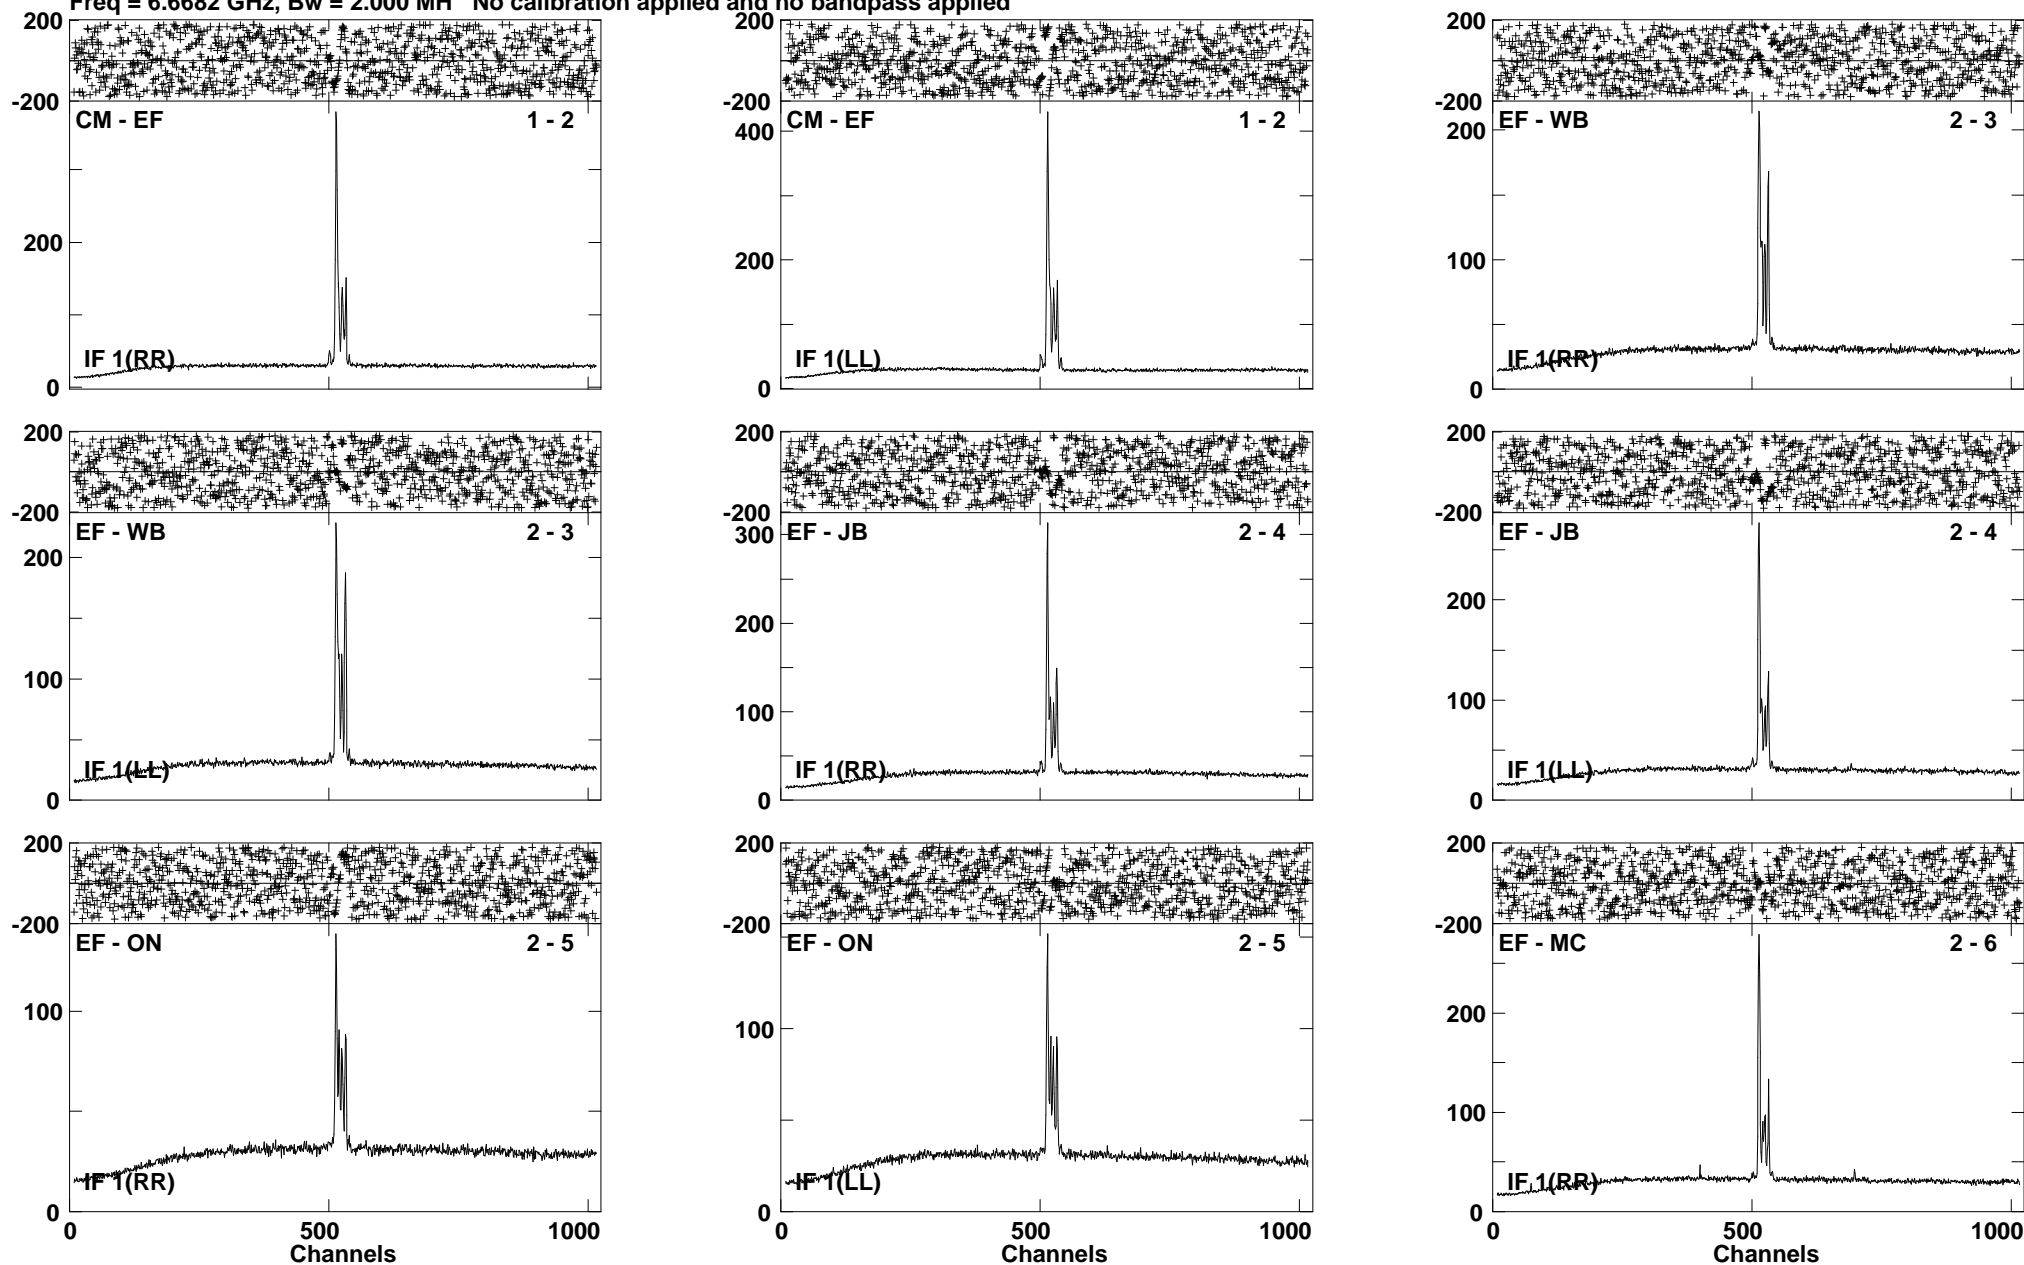 Freq = 6.6682 GHz, Bw = 2.000 MH No calibration applied and no bandpass applied
200 200 200
-200 -200 -200
CM - EF 1 - 2 CM - EF 1 - 2 EF - WB 2 - 3
400 200
200 200 100
IF 1(RR) IF 1(LL) IF 1(RR)
0 0 0
200 200 200
-200 -200 -200
EF - WB 2 - 3 EF - JB 2 - 4 EF - JB 2 - 4
300
200 200 200
100 100 100
IF 1(LL) IF 1(RR) IF 1(LL)
0 0 0
200 200 200
-200 -200 -200
EF - ON 2 - 5 EF - ON 2 - 5 EF - MC 2 - 6
200
100 100 100
IF 1(RR) IF 1(LL) IF 1(RR)
0 0 0
0 500 1000 0 500 1000 0 500 1000
Channels Channels Channels